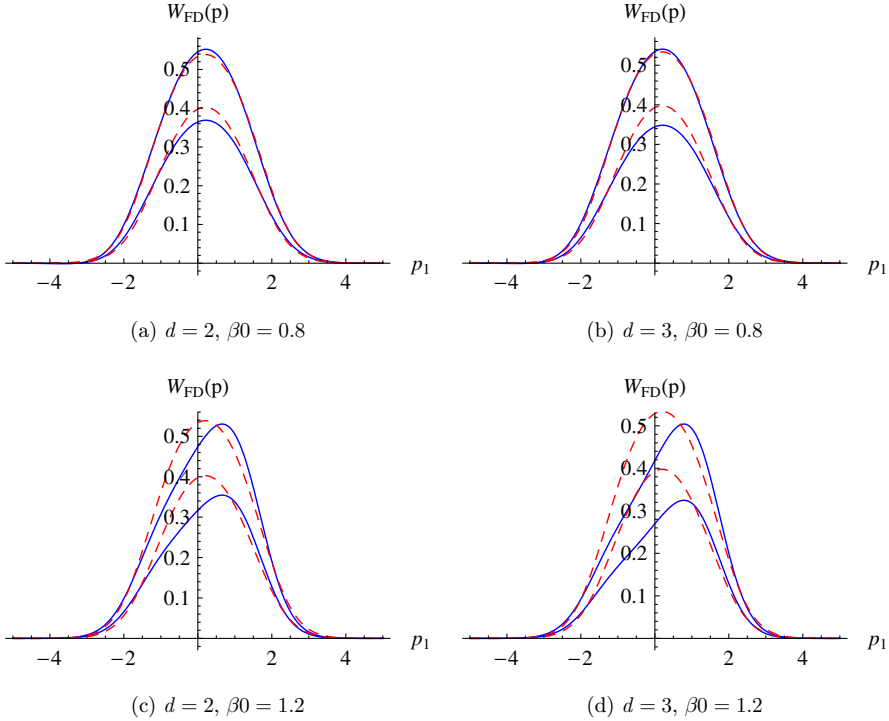 W_FD(p) W_FD(p)
0.5 0.5
0.4 0.4
0.3 0.3
0.2 0.2
0.1 0.1
−4 −2 2 4 p₁ −4 −2 2 4 p₁
(a) d = 2, β0 = 0.8 (b) d = 3, β0 = 0.8
W_FD(p) W_FD(p)
0.5 0.5
0.4 0.4
0.3 0.3
0.2 0.2
0.1 0.1
−4 −2 2 4 p₁ −4 −2 2 4 p₁
(c) d = 2, β0 = 1.2 (d) d = 3, β0 = 1.2